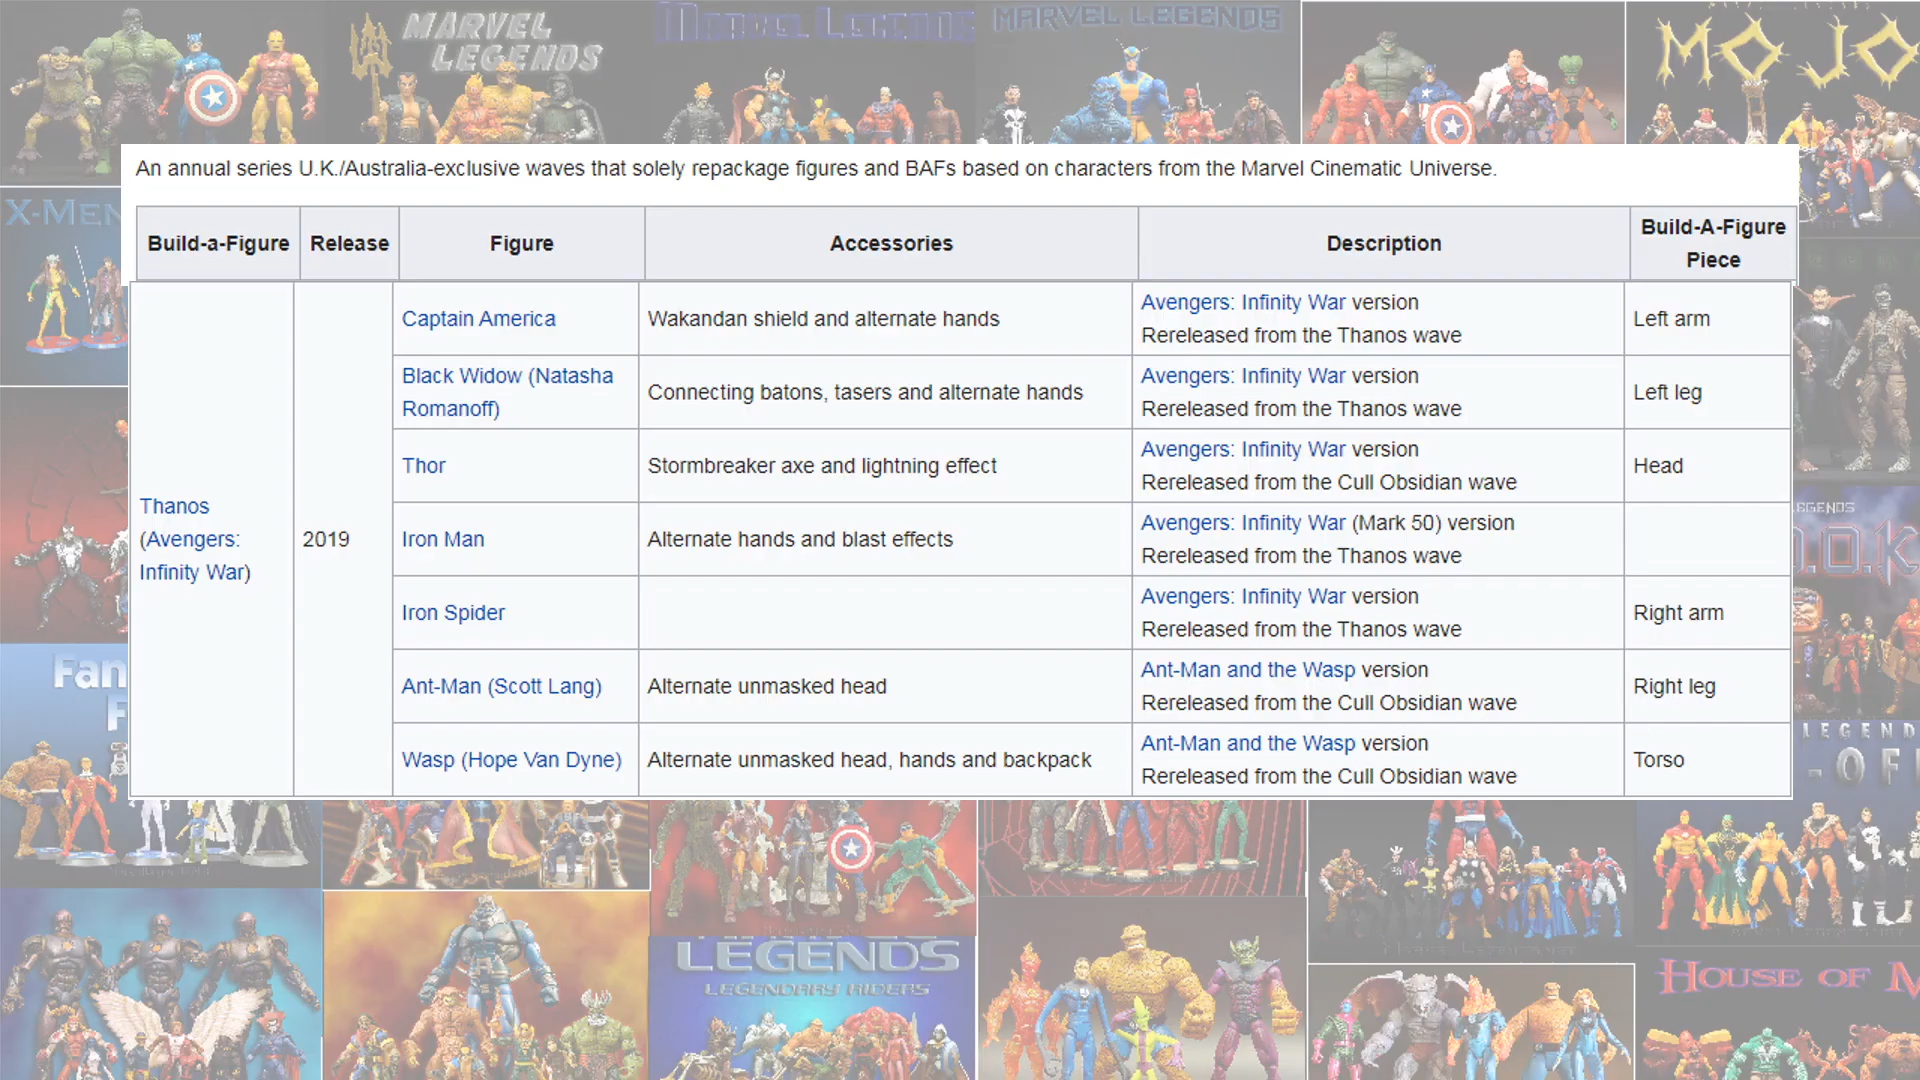 MARVEL
LEGENDS
MARVEL LEGENDS
MARVEL LEGENDS
MOJO
An annual series U.K./Australia-exclusive waves that solely repackage figures and BAFs based on characters from the Marvel Cinematic Universe.
X-MEN
Build-a-Figure Release Figure Accessories Description Build-A-Figure
Piece
Thanos
(Avengers:
Infinity War)
2019
Captain America Wakandan shield and alternate hands Avengers: Infinity War version
Rereleased from the Thanos wave Left arm
Black Widow (Natasha
Romanoff) Connecting batons, tasers and alternate hands Avengers: Infinity War version
Rereleased from the Thanos wave Left leg
Thor Stormbreaker axe and lightning effect Avengers: Infinity War version
Rereleased from the Cull Obsidian wave Head
Iron Man Alternate hands and blast effects Avengers: Infinity War (Mark 50) version
Rereleased from the Thanos wave
Iron Spider Avengers: Infinity War version
Rereleased from the Thanos wave Right arm
Ant-Man (Scott Lang) Alternate unmasked head Ant-Man and the Wasp version
Rereleased from the Cull Obsidian wave Right leg
Wasp (Hope Van Dyne) Alternate unmasked head, hands and backpack Ant-Man and the Wasp version
Rereleased from the Cull Obsidian wave Torso
EGENDS
.O.K
Fan
F
LEGEND
-OFF
LEGENDS
LEGENDARY RIDERS
HOUSE OF M